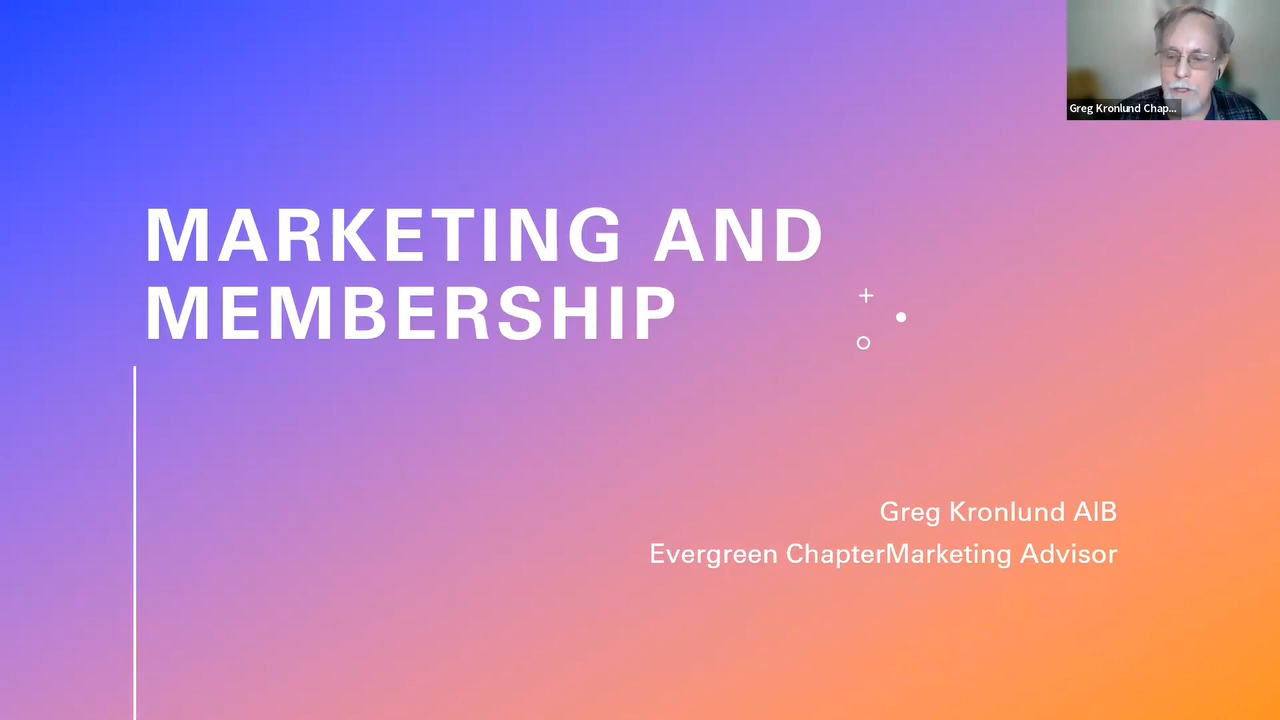 Greg Kronlund Chap...
MARKETING AND
MEMBERSHIP
Greg Kronlund AIB
Evergreen ChapterMarketing Advisor